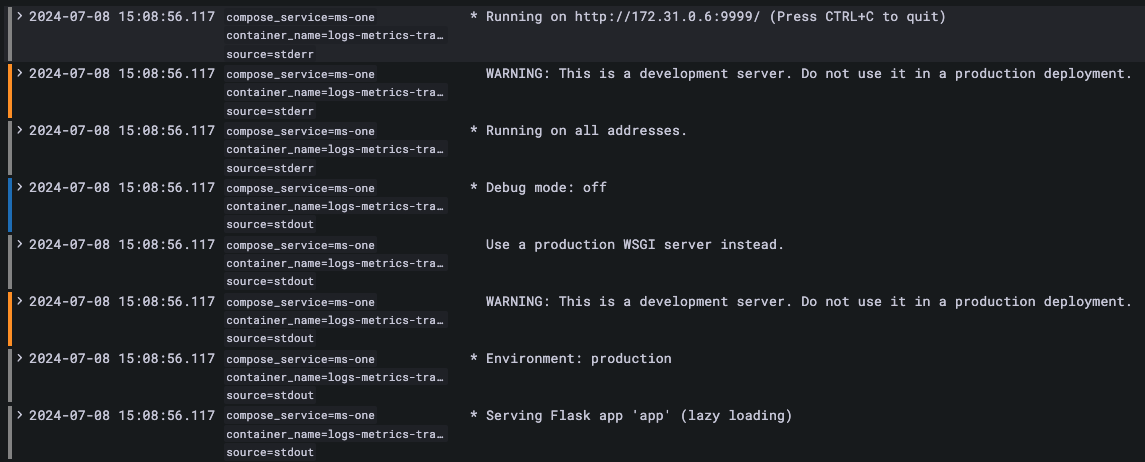 2024-07-08 15:08:56.117 compose_service=ms-one * Running on http://172.31.0.6:9999/ (Press CTRL+C to quit)
container_name=logs-metrics-tra…
source=stderr
2024-07-08 15:08:56.117 compose_service=ms-one WARNING: This is a development server. Do not use it in a production deployment.
container_name=logs-metrics-tra…
source=stderr
2024-07-08 15:08:56.117 compose_service=ms-one * Running on all addresses.
container_name=logs-metrics-tra…
source=stderr
2024-07-08 15:08:56.117 compose_service=ms-one * Debug mode: off
container_name=logs-metrics-tra…
source=stdout
2024-07-08 15:08:56.117 compose_service=ms-one Use a production WSGI server instead.
container_name=logs-metrics-tra…
source=stdout
2024-07-08 15:08:56.117 compose_service=ms-one WARNING: This is a development server. Do not use it in a production deployment.
container_name=logs-metrics-tra…
source=stdout
2024-07-08 15:08:56.117 compose_service=ms-one * Environment: production
container_name=logs-metrics-tra…
source=stdout
2024-07-08 15:08:56.117 compose_service=ms-one * Serving Flask app 'app' (lazy loading)
container_name=logs-metrics-tra…
source=stdout